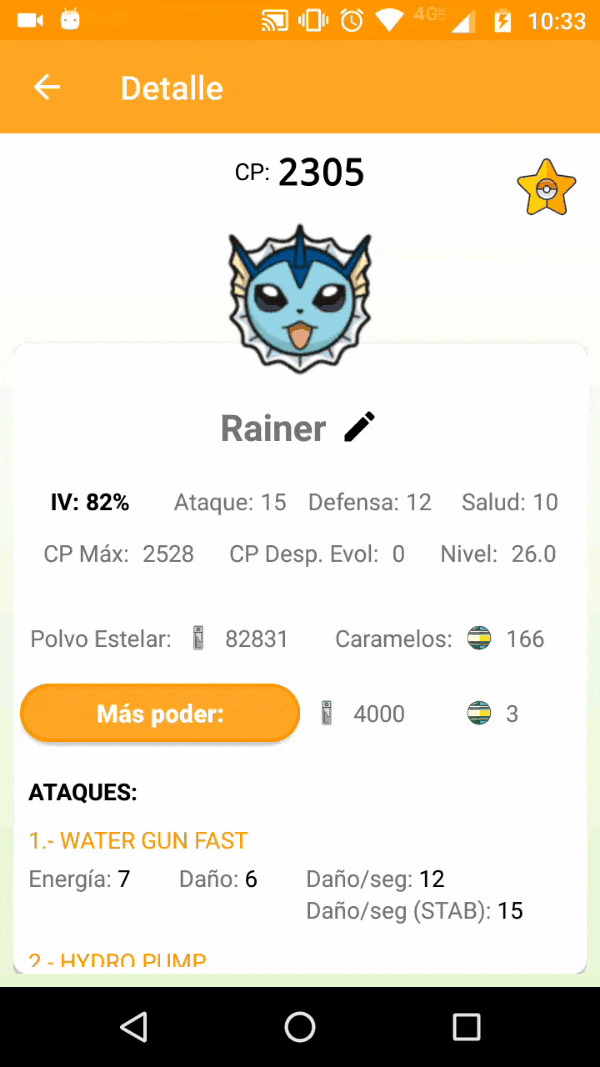 4G 10:33
Detalle
CP: 2305
Rainer
IV: 82% Ataque: 15 Defensa: 12 Salud: 10
CP Máx: 2528 CP Desp. Evol: 0 Nivel: 26.0
Polvo Estelar: 82831 Caramelos: 166
Más poder: 4000 3
ATAQUES:
1.- WATER GUN FAST
Energía: 7 Daño: 6 Daño/seg: 12
Daño/seg (STAB): 15
2.- HYDRO PUMP